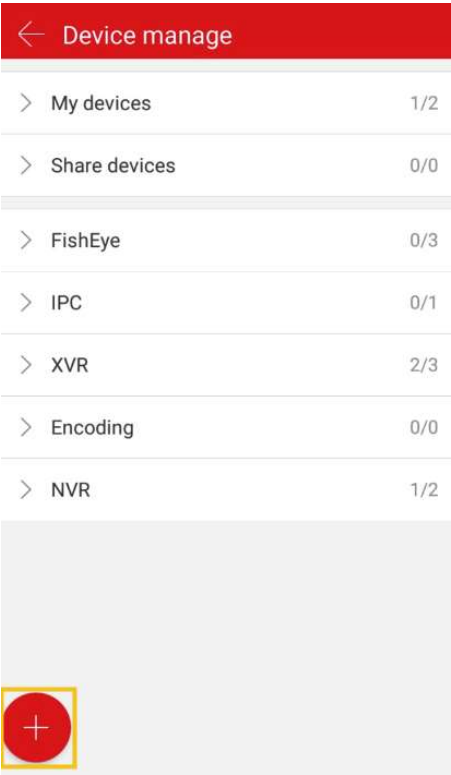 Device manage
My devices 1/2
Share devices 0/0
FishEye 0/3
IPC 0/1
XVR 2/3
Encoding 0/0
NVR 1/2